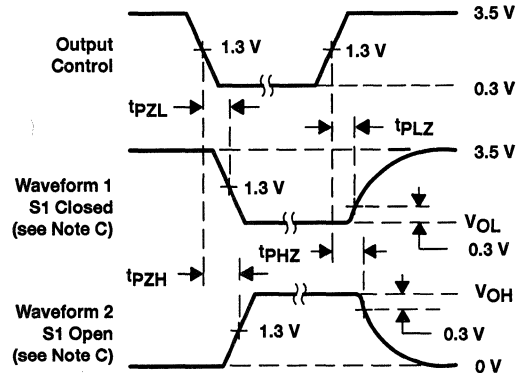 3.5 V
Output
Control
1.3 V
1.3 V
0.3 V
tPZL
tPLZ
3.5 V
Waveform 1
S1 Closed
(see Note C)
1.3 V
VOL
0.3 V
tPHZ
tPZH
VOH
Waveform 2
S1 Open
(see Note C)
1.3 V
0.3 V
0 V